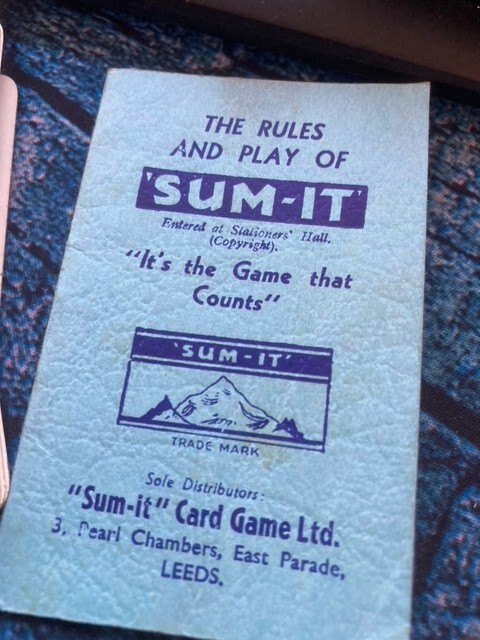 THE RULES
AND PLAY OF
'SUM-IT'
Entered at Stationers' Hall.
(Copyright).
"It's the Game that
Counts"
'SUM-IT'
TRADE MARK
Sole Distributors:
"Sum-it" Card Game Ltd.
3, Pearl Chambers, East Parade,
LEEDS.